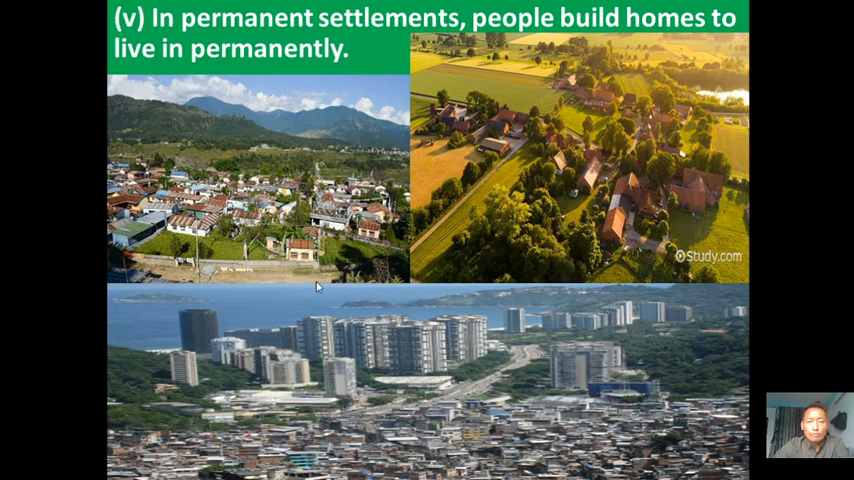 (v) In permanent settlements, people build homes to
live in permanently.
Study.com